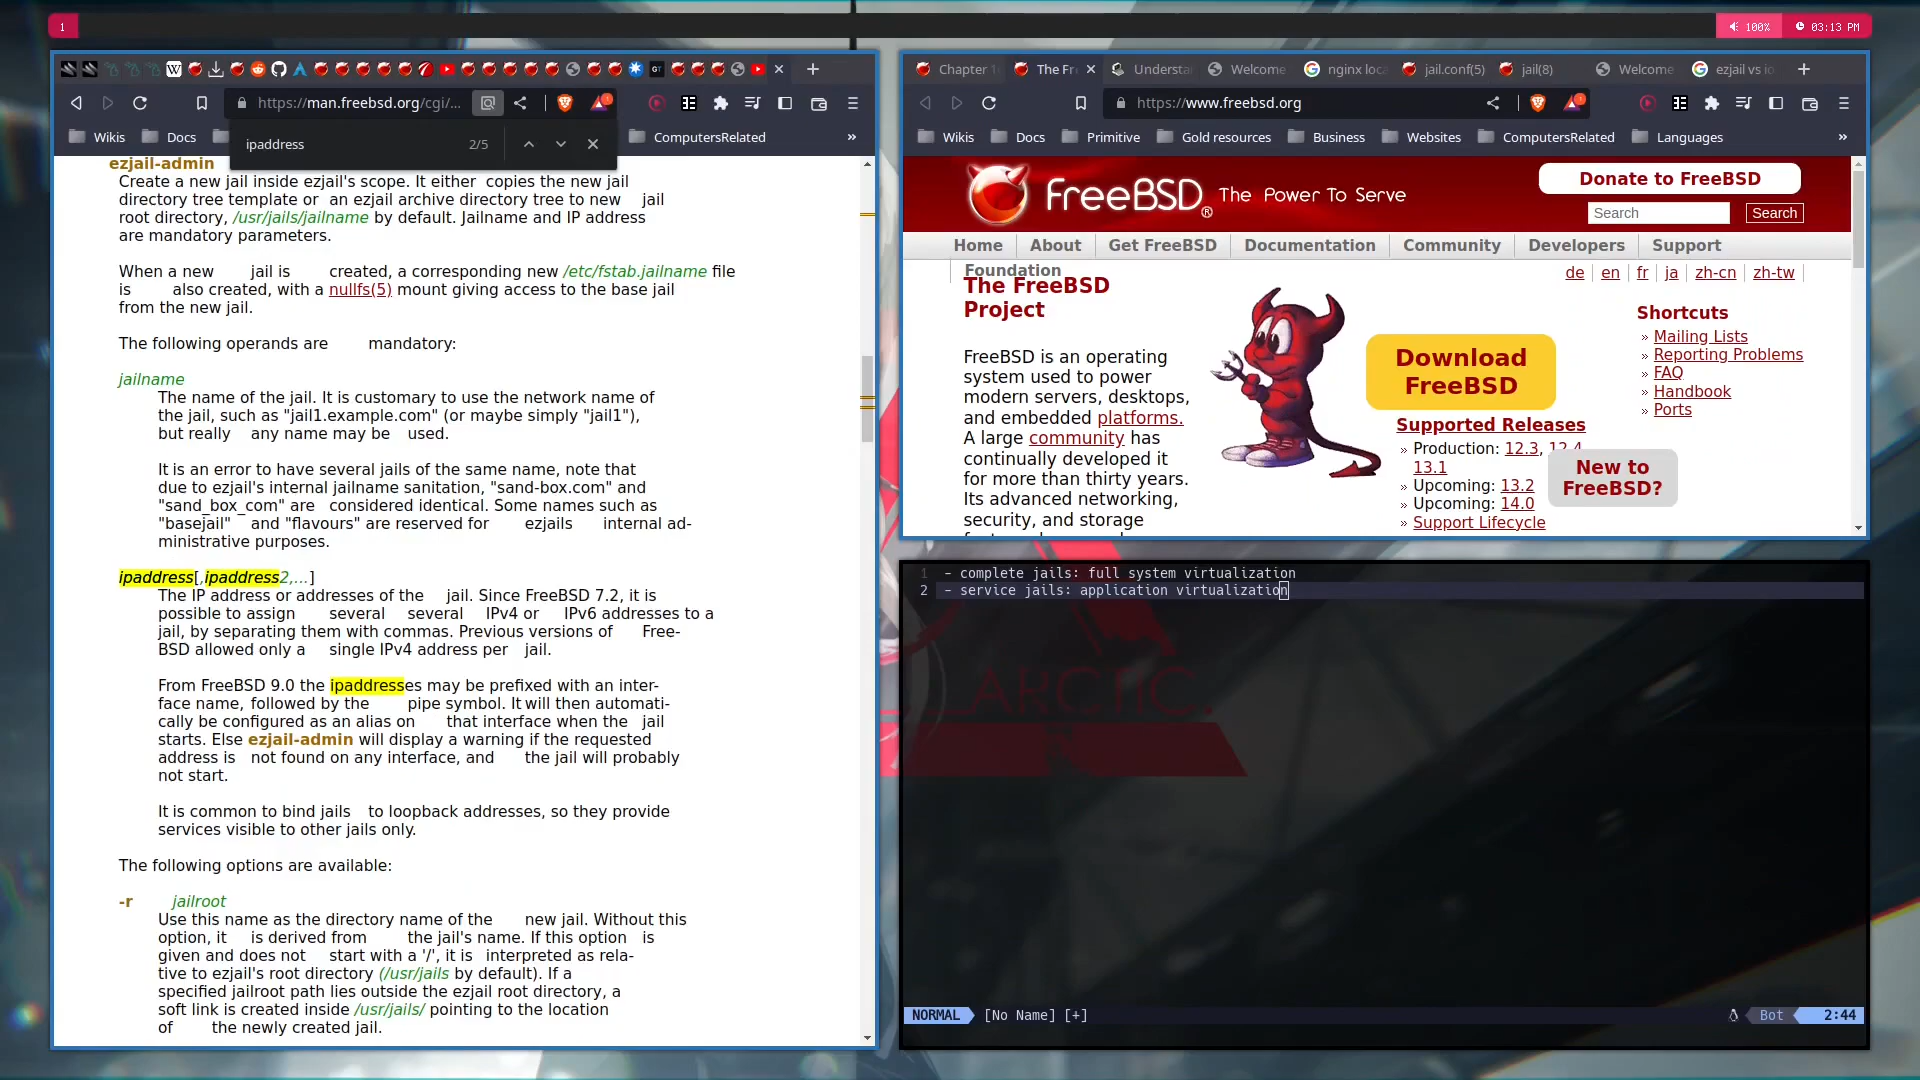 1
100%
03:13 PM
https://man.freebsd.org/cgi/...
Wikis
Docs
ComputersRelated
»
ipaddress
2/5
ezjail-admin
Create a new jail inside ezjail's scope. It either copies the new jail
directory tree template or an ezjail archive directory tree to new jail
root directory, /usr/jails/jailname by default. Jailname and IP address
are mandatory parameters.
When a new jail is created, a corresponding new /etc/fstab.jailname file
is also created, with a nullfs(5) mount giving access to the base jail
from the new jail.
The following operands are mandatory:
jailname
The name of the jail. It is customary to use the network name of
the jail, such as "jail1.example.com" (or maybe simply "jail1"),
but really any name may be used.
It is an error to have several jails of the same name, note that
due to ezjail's internal jailname sanitation, "sand-box.com" and
"sand_box_com" are considered identical. Some names such as
"basejail" and "flavours" are reserved for ezjails internal ad-
ministrative purposes.
ipaddress[,ipaddress2,...]
The IP address or addresses of the jail. Since FreeBSD 7.2, it is
possible to assign several several IPv4 or IPv6 addresses to a
jail, by separating them with commas. Previous versions of Free-
BSD allowed only a single IPv4 address per jail.
From FreeBSD 9.0 the ipaddresses may be prefixed with an inter-
face name, followed by the pipe symbol. It will then automati-
cally be configured as an alias on that interface when the jail
starts. Else ezjail-admin will display a warning if the requested
address is not found on any interface, and the jail will probably
not start.
It is common to bind jails to loopback addresses, so they provide
services visible to other jails only.
The following options are available:
-r jailroot
Use this name as the directory name of the new jail. Without this
option, it is derived from the jail's name. If this option is
given and does not start with a '/', it is interpreted as rela-
tive to ezjail's root directory (/usr/jails by default). If a
specified jailroot path lies outside the ezjail root directory, a
soft link is created inside /usr/jails/ pointing to the location
of the newly created jail.
Chapter 1
The Fre
Understa
Welcome
nginx loca
jail.conf(5)
jail(8)
Welcome
ezjail vs io
https://www.freebsd.org
Wikis
Docs
Primitive
Gold resources
Business
Websites
ComputersRelated
Languages
»
FreeBSD® The Power To Serve
Donate to FreeBSD
Search
Search
Home
About
Get FreeBSD
Documentation
Community
Developers
Support
Foundation
de
en
fr
ja
zh-cn
zh-tw
The FreeBSD
Project
FreeBSD is an operating
system used to power
modern servers, desktops,
and embedded platforms.
A large community has
continually developed it
for more than thirty years.
Its advanced networking,
security, and storage
Download
FreeBSD
Supported Releases
» Production: 12.3, 12.4,
13.1
» Upcoming: 13.2
» Upcoming: 14.0
» Support Lifecycle
New to
FreeBSD?
Shortcuts
» Mailing Lists
» Reporting Problems
» FAQ
» Handbook
» Ports
1 - complete jails: full system virtualization
2 - service jails: application virtualization
ARCTIC.
NORMAL
[No Name] [+]
Bot
2:44